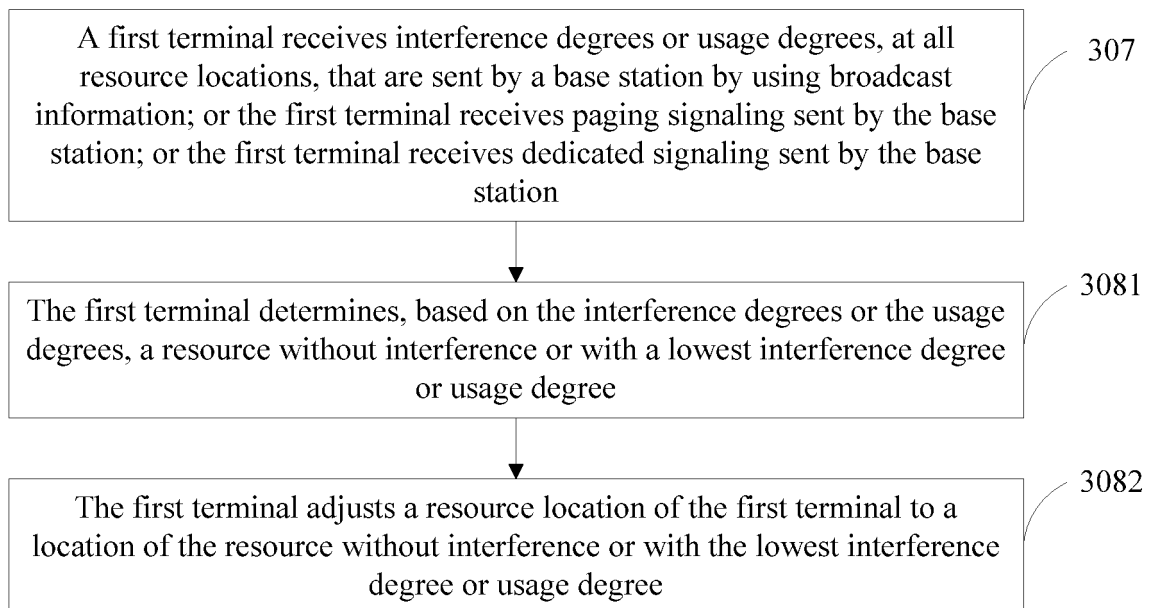 A first terminal receives interference degrees or usage degrees, at all
resource locations, that are sent by a base station by using broadcast
information; or the first terminal receives paging signaling sent by the base
station; or the first terminal receives dedicated signaling sent by the base
station
307
The first terminal determines, based on the interference degrees or the usage
degrees, a resource without interference or with a lowest interference degree
or usage degree
3081
The first terminal adjusts a resource location of the first terminal to a
location of the resource without interference or with the lowest interference
degree or usage degree
3082